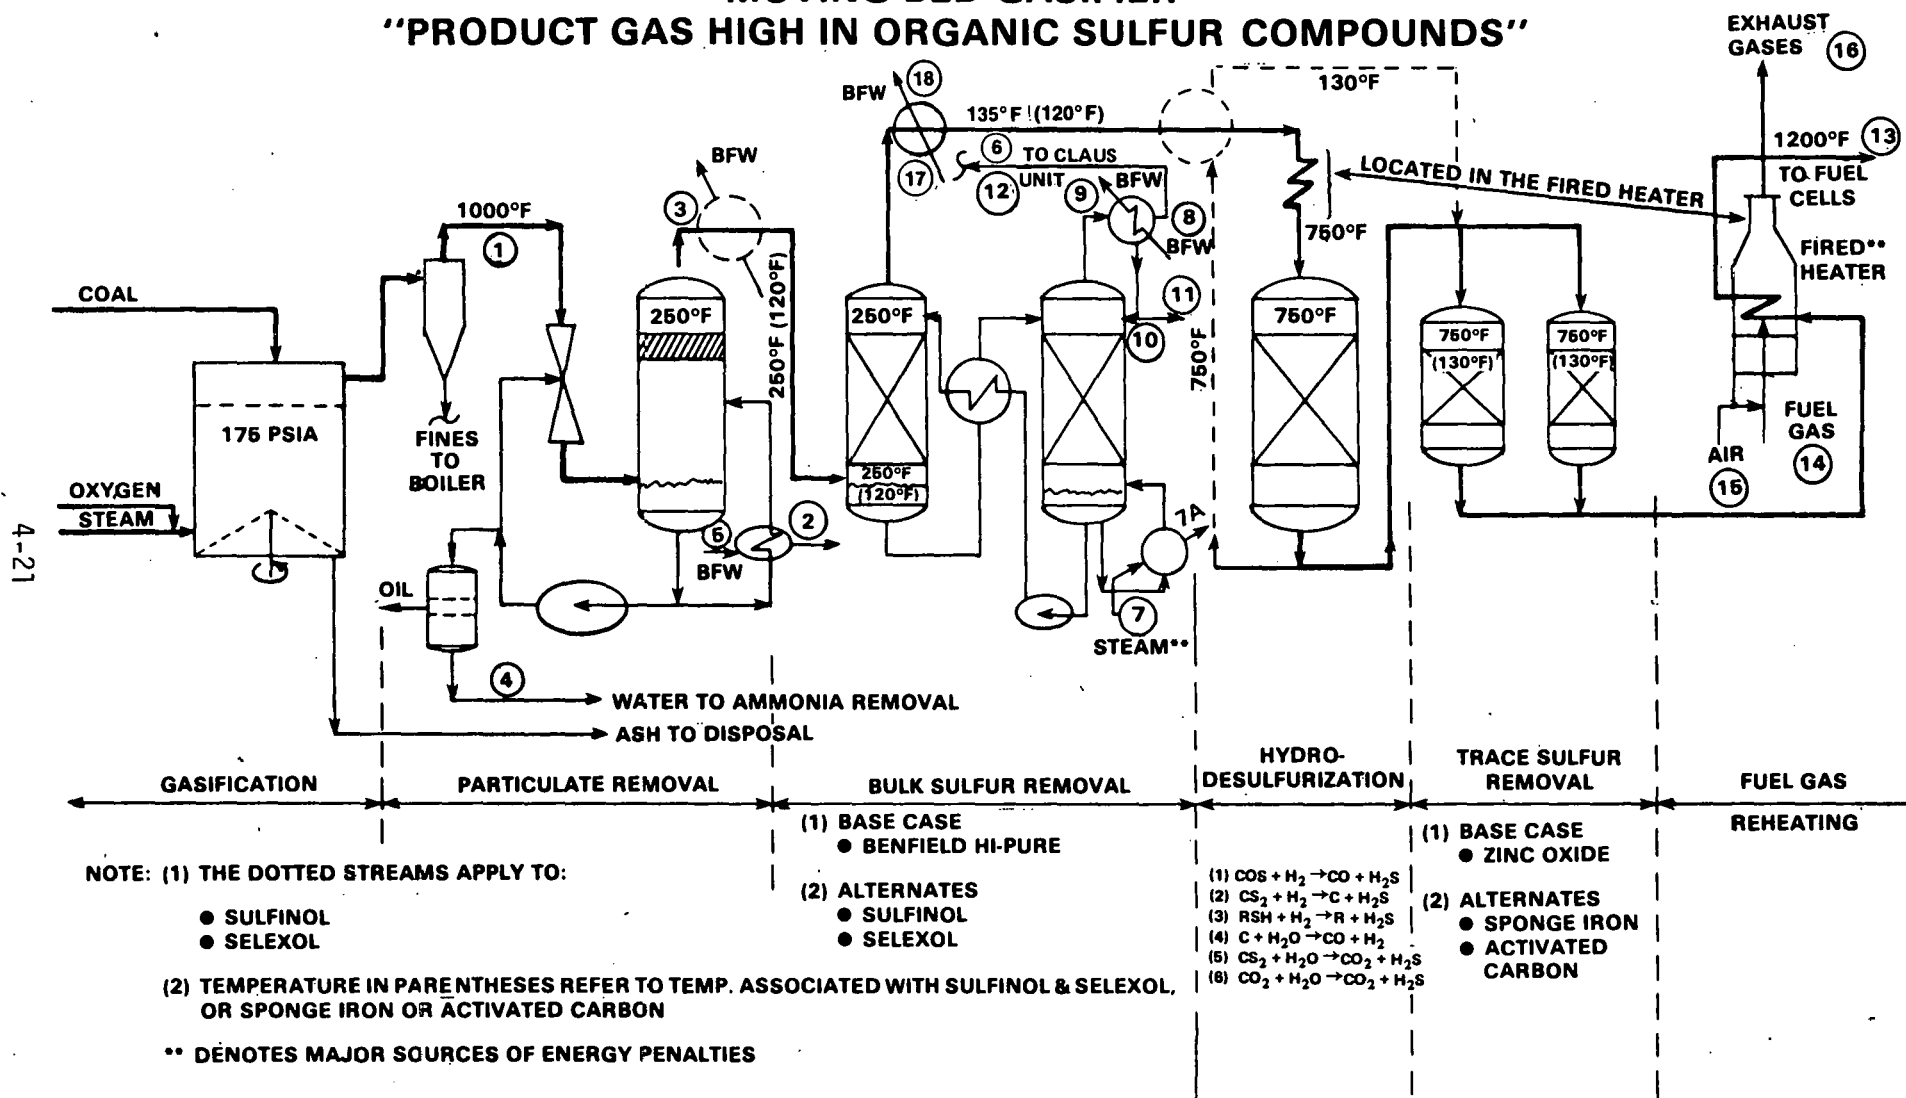 "PRODUCT GAS HIGH IN ORGANIC SULFUR COMPOUNDS"
EXHAUST
GASES
16
18
BFW
130°F
135°F (120°F)
1200°F
13
TO FUEL
CELLS
6
TO CLAUS
UNIT
12
17
BFW
3
9
BFW
8
BFW
LOCATED IN THE FIRED HEATER
1000°F
1
750°F
FIRED**
HEATER
COAL
250°F
250°F (120°F)
250°F
11
10
750°F
750°F
750°F
(130°F)
750°F
(130°F)
175 PSIA
FINES
TO
BOILER
250°F
(120°F)
FUEL
GAS
14
AIR
15
OXYGEN
STEAM
5
BFW
2
7A
4-21
OIL
7
STEAM**
4
WATER TO AMMONIA REMOVAL
ASH TO DISPOSAL
GASIFICATION
PARTICULATE REMOVAL
BULK SULFUR REMOVAL
HYDRO-
DESULFURIZATION
TRACE SULFUR
REMOVAL
FUEL GAS
REHEATING
(1) BASE CASE
● BENFIELD HI-PURE
(2) ALTERNATES
● SULFINOL
● SELEXOL
(1) COS + H₂ →CO + H₂S
(2) CS₂ + H₂ →C + H₂S
(3) RSH + H₂ →R + H₂S
(4) C + H₂O →CO + H₂
(5) CS₂ + H₂O →CO₂ + H₂S
(6) CO₂ + H₂O →CO₂ + H₂S
(1) BASE CASE
● ZINC OXIDE
(2) ALTERNATES
● SPONGE IRON
● ACTIVATED
CARBON
NOTE: (1) THE DOTTED STREAMS APPLY TO:
● SULFINOL
● SELEXOL
(2) TEMPERATURE IN PARENTHESES REFER TO TEMP. ASSOCIATED WITH SULFINOL & SELEXOL,
OR SPONGE IRON OR ACTIVATED CARBON
** DENOTES MAJOR SOURCES OF ENERGY PENALTIES